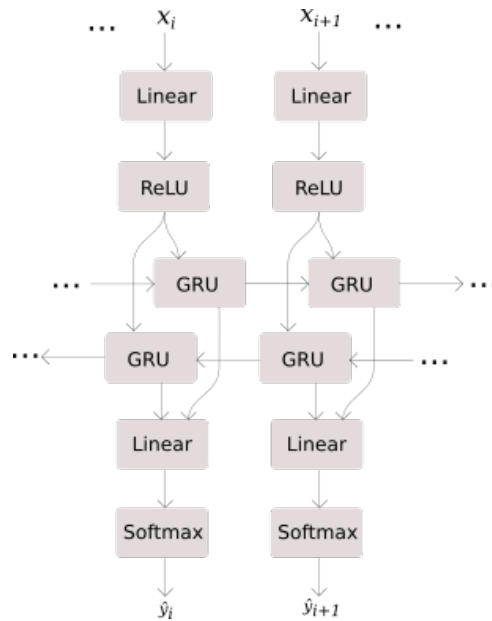 ... x_i x_{i+1} ...
Linear Linear
ReLU ReLU
... GRU GRU ...
... GRU GRU ...
Linear Linear
Softmax Softmax
ŷ_i ŷ_{i+1}